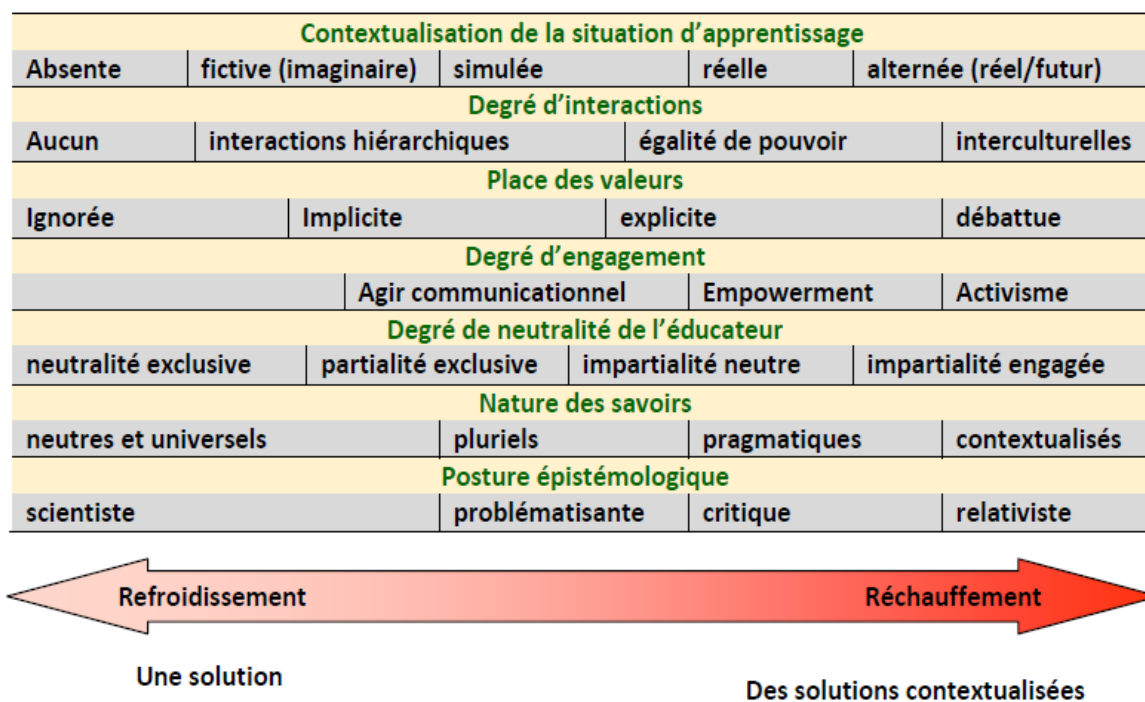 Contextualisation de la situation d'apprentissage
Absente fictive (imaginaire) simulée réelle alternée (réel/futur)
Degré d'interactions
Aucun interactions hiérarchiques égalité de pouvoir interculturelles
Place des valeurs
Ignorée Implicite explicite débattue
Degré d'engagement
Agir communicationnel Empowerment Activisme
Degré de neutralité de l'éducateur
neutralité exclusive partialité exclusive impartialité neutre impartialité engagée
Nature des savoirs
neutres et universels pluriels pragmatiques contextualisés
Posture épistémologique
scientiste problématisante critique relativiste
Refroidissement Réchauffement
Une solution
Des solutions contextualisées